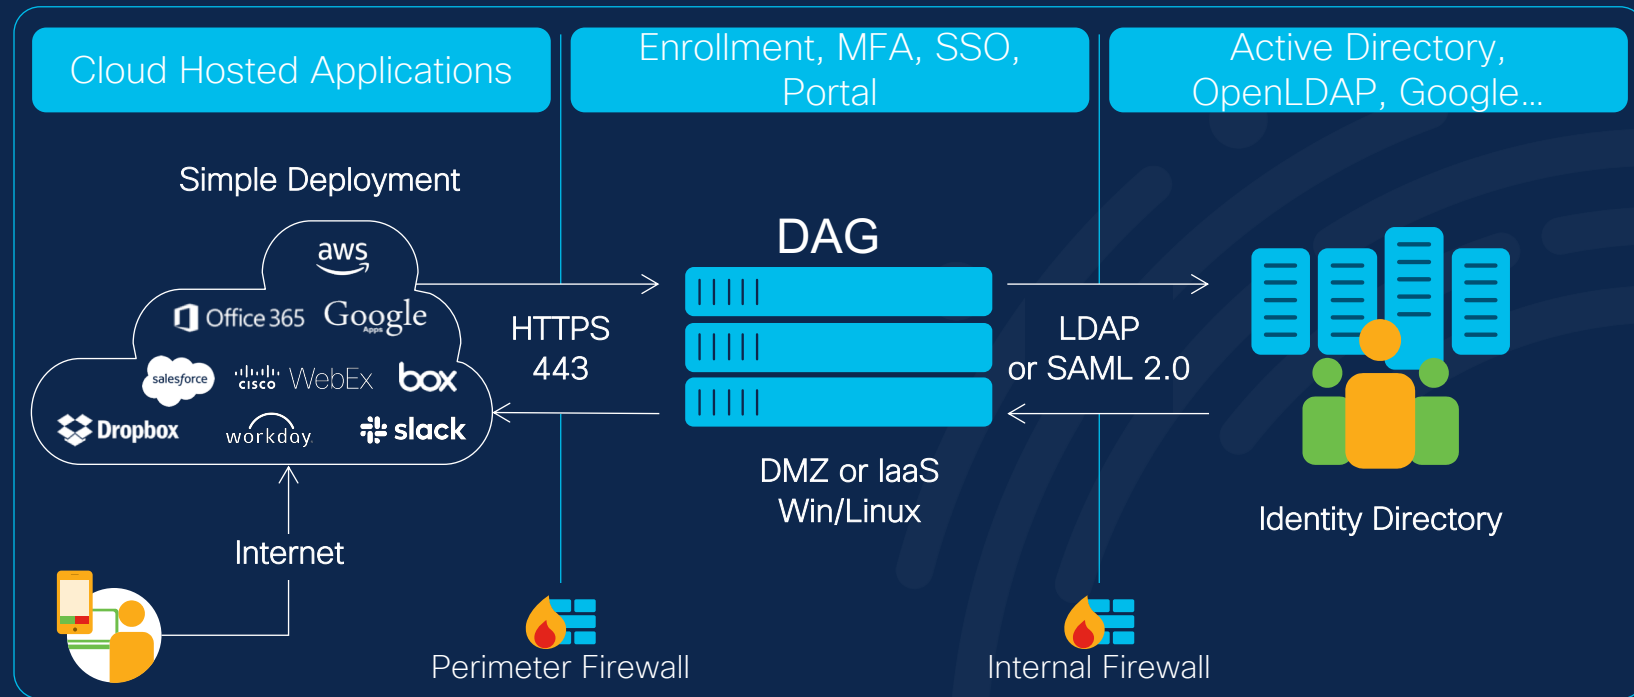 Cloud Hosted Applications
Enrollment, MFA, SSO,
Portal
Active Directory,
OpenLDAP, Google...
Simple Deployment
aws
Office 365
Google
Apps
salesforce
cisco WebEx
box
Dropbox
workday.
slack
Internet
HTTPS
443
DAG
DMZ or IaaS
Win/Linux
LDAP
or SAML 2.0
Identity Directory
Perimeter Firewall
Internal Firewall